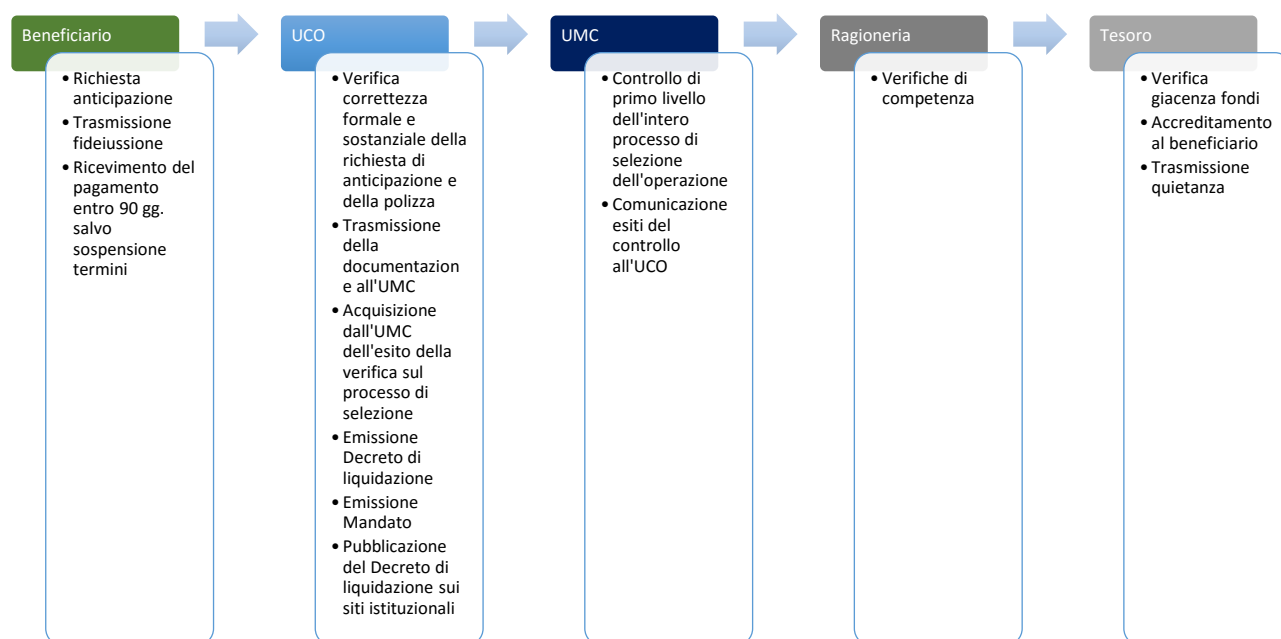 Beneficiario
• Richiesta
anticipazione
• Trasmissione
fideiussione
• Ricevimento del
pagamento
entro 90 gg.
salvo
sospensione
termini
UCO
• Verifica
correttezza
formale e
sostanziale della
richiesta di
anticipazione e
della polizza
• Trasmissione
della
documentazion
e all'UMC
• Acquisizione
dall'UMC
dell'esito della
verifica sul
processo di
selezione
• Emissione
Decreto di
liquidazione
• Emissione
Mandato
• Pubblicazione
del Decreto di
liquidazione sui
siti istituzionali
UMC
• Controllo di
primo livello
dell'intero
processo di
selezione
dell'operazione
• Comunicazione
esiti del
controllo
all'UCO
Ragioneria
• Verifiche di
competenza
Tesoro
• Verifica
giacenza fondi
• Accreditamento
al beneficiario
• Trasmissione
quietanza